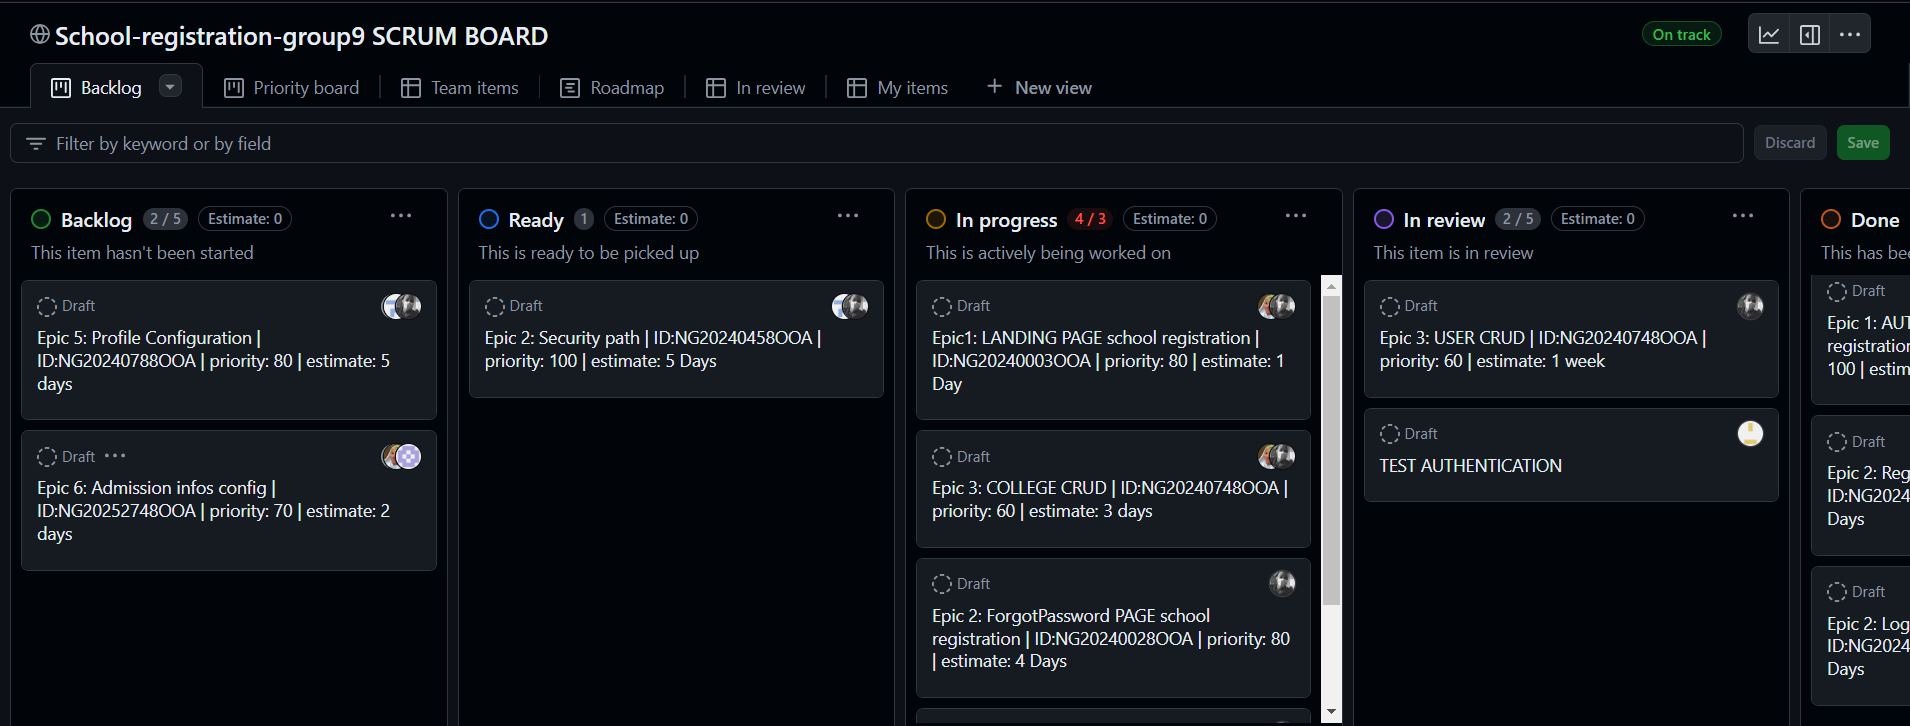 School-registration-group9 SCRUM BOARD
On track
Backlog
Priority board
Team items
Roadmap
In review
My items
+ New view
Filter by keyword or by field
Discard
Save
Backlog 2 / 5 Estimate: 0
This item hasn't been started
Draft
Epic 5: Profile Configuration |
ID:NG20240788OOA | priority: 80 | estimate: 5
days
Draft
Epic 6: Admission infos config |
ID:NG20252748OOA | priority: 70 | estimate: 2
days
Ready 1 Estimate: 0
This is ready to be picked up
Draft
Epic 2: Security path | ID:NG20240458OOA |
priority: 100 | estimate: 5 Days
In progress 4 / 3 Estimate: 0
This is actively being worked on
Draft
Epic1: LANDING PAGE school registration |
ID:NG20240003OOA | priority: 80 | estimate: 1
Day
Draft
Epic 3: COLLEGE CRUD | ID:NG20240748OOA |
priority: 60 | estimate: 3 days
Draft
Epic 2: ForgotPassword PAGE school
registration | ID:NG20240028OOA | priority: 80
| estimate: 4 Days
In review 2 / 5 Estimate: 0
This item is in review
Draft
Epic 3: USER CRUD | ID:NG20240748OOA |
priority: 60 | estimate: 1 week
Draft
TEST AUTHENTICATION
Done
This has
Draft
Epic 1: AUT
registration
100 | estim
Draft
Epic 2: Reg
ID:NG2024
Days
Draft
Epic 2: Log
ID:NG2024
Days